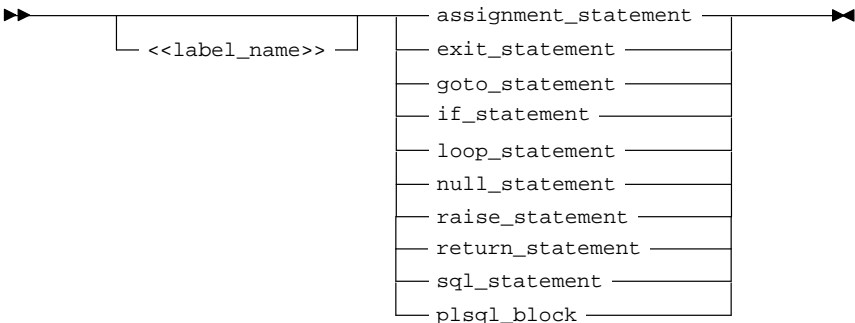 assignment_statement
<<label_name>>
exit_statement
goto_statement
if_statement
loop_statement
null_statement
raise_statement
return_statement
sql_statement
plsql_block